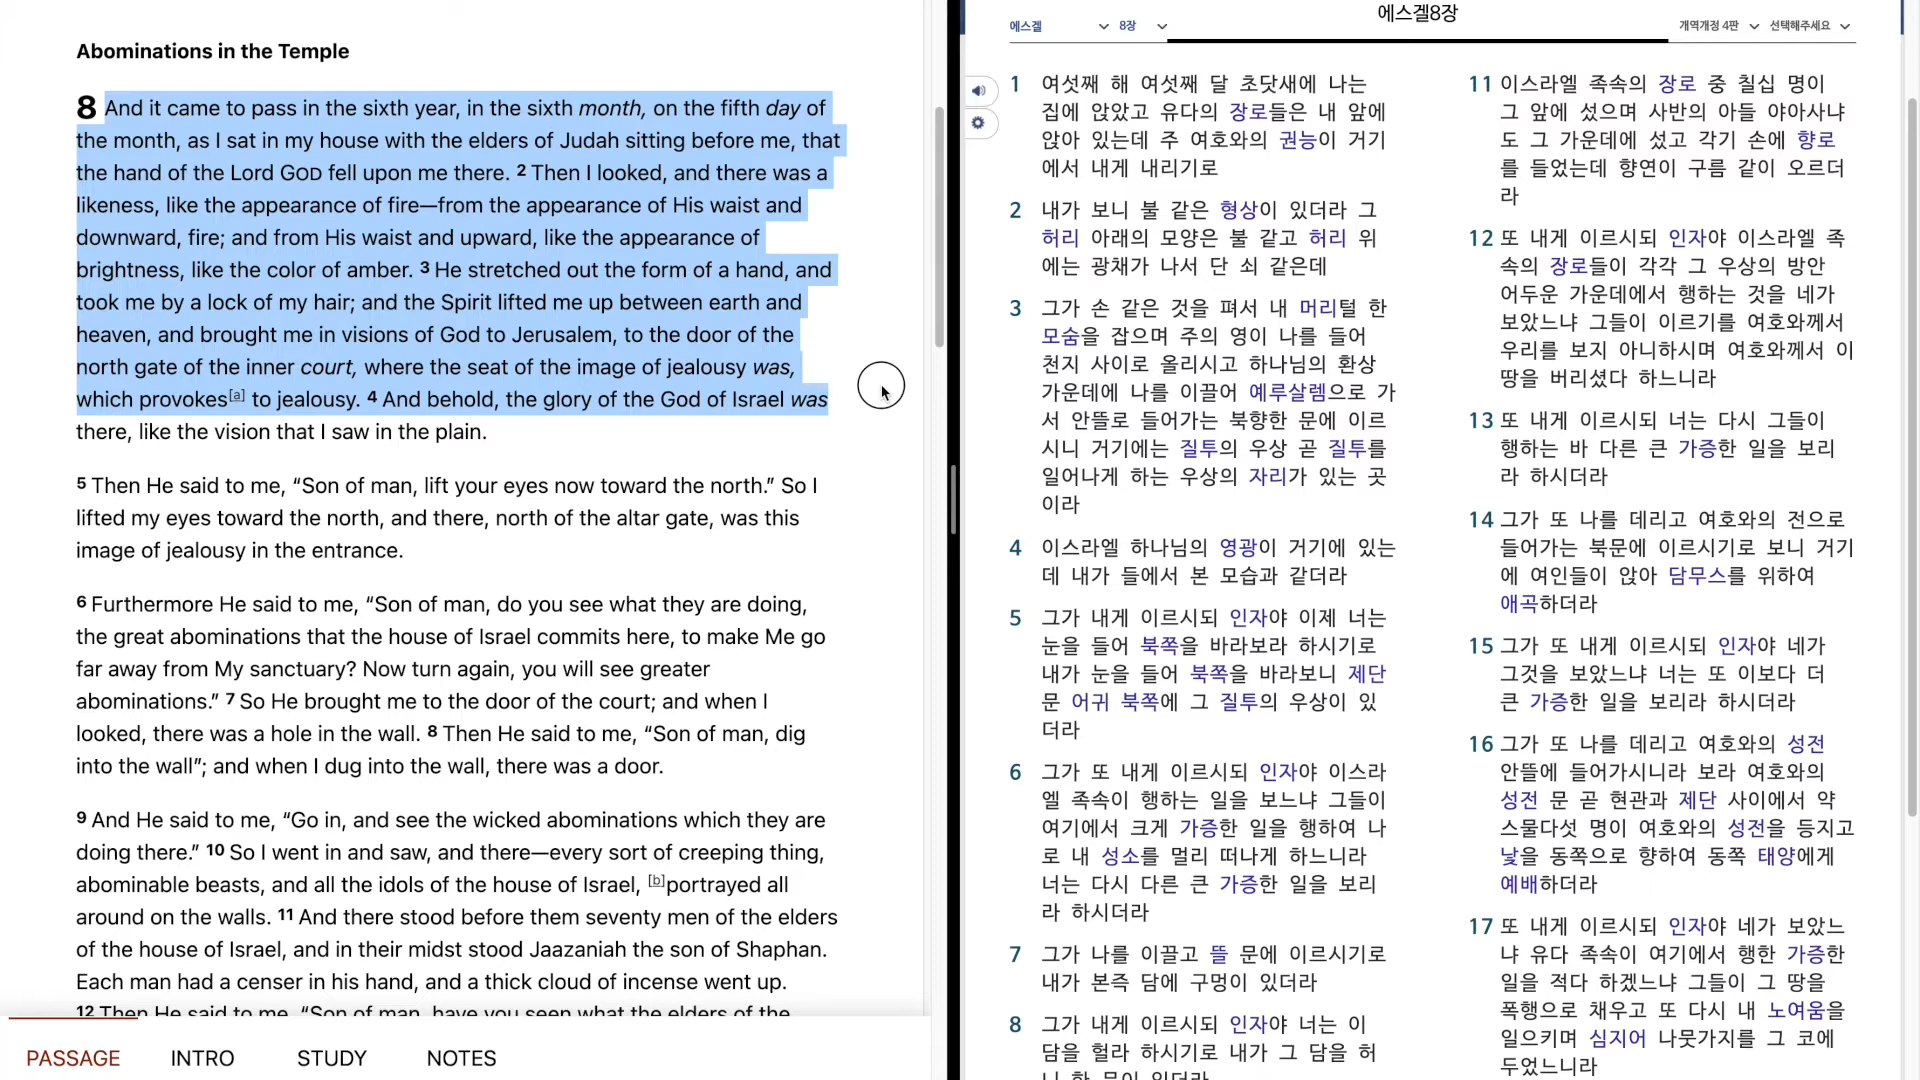 Abominations in the Temple
8 And it came to pass in the sixth year, in the sixth month, on the fifth day of
the month, as I sat in my house with the elders of Judah sitting before me, that
the hand of the Lord GOD fell upon me there. 2 Then I looked, and there was a
likeness, like the appearance of fire—from the appearance of His waist and
downward, fire; and from His waist and upward, like the appearance of
brightness, like the color of amber. 3 He stretched out the form of a hand, and
took me by a lock of my hair; and the Spirit lifted me up between earth and
heaven, and brought me in visions of God to Jerusalem, to the door of the
north gate of the inner court, where the seat of the image of jealousy was,
which provokes[a] to jealousy. 4 And behold, the glory of the God of Israel was
there, like the vision that I saw in the plain.
5 Then He said to me, “Son of man, lift your eyes now toward the north.” So I
lifted my eyes toward the north, and there, north of the altar gate, was this
image of jealousy in the entrance.
6 Furthermore He said to me, “Son of man, do you see what they are doing,
the great abominations that the house of Israel commits here, to make Me go
far away from My sanctuary? Now turn again, you will see greater
abominations.” 7 So He brought me to the door of the court; and when I
looked, there was a hole in the wall. 8 Then He said to me, “Son of man, dig
into the wall”; and when I dug into the wall, there was a door.
9 And He said to me, “Go in, and see the wicked abominations which they are
doing there.” 10 So I went in and saw, and there—every sort of creeping thing,
abominable beasts, and all the idols of the house of Israel, [b]portrayed all
around on the walls. 11 And there stood before them seventy men of the elders
of the house of Israel, and in their midst stood Jaazaniah the son of Shaphan.
Each man had a censer in his hand, and a thick cloud of incense went up.
12 Then He said to me, “Son of man, have you seen what the elders of the
PASSAGE INTRO STUDY NOTES
에스겔 8장
에스겔8장
개역개정 4판 선택해주세요
1 여섯째 해 여섯째 달 초닷새에 나는
집에 앉았고 유다의 장로들은 내 앞에
앉아 있는데 주 여호와의 권능이 거기
에서 내게 내리기로
2 내가 보니 불 같은 형상이 있더라 그
허리 아래의 모양은 불 같고 허리 위
에는 광채가 나서 단 쇠 같은데
3 그가 손 같은 것을 펴서 내 머리털 한
모숨을 잡으며 주의 영이 나를 들어
천지 사이로 올리시고 하나님의 환상
가운데에 나를 이끌어 예루살렘으로 가
서 안뜰로 들어가는 북향한 문에 이르
시니 거기에는 질투의 우상 곧 질투를
일어나게 하는 우상의 자리가 있는 곳
이라
4 이스라엘 하나님의 영광이 거기에 있는
데 내가 들에서 본 모습과 같더라
5 그가 내게 이르시되 인자야 이제 너는
눈을 들어 북쪽을 바라보라 하시기로
내가 눈을 들어 북쪽을 바라보니 제단
문 어귀 북쪽에 그 질투의 우상이 있
더라
6 그가 또 내게 이르시되 인자야 이스라
엘 족속이 행하는 일을 보느냐 그들이
여기에서 크게 가증한 일을 행하여 나
로 내 성소를 멀리 떠나게 하느니라
너는 다시 다른 큰 가증한 일을 보리
라 하시더라
7 그가 나를 이끌고 뜰 문에 이르시기로
내가 본즉 담에 구멍이 있더라
8 그가 내게 이르시되 인자야 너는 이
담을 헐라 하시기로 내가 그 담을 허
니 한 문이 있더라
11 이스라엘 족속의 장로 중 칠십 명이
그 앞에 섰으며 사반의 아들 야아사냐
도 그 가운데에 섰고 각기 손에 향로
를 들었는데 향연이 구름 같이 오르더
라
12 또 내게 이르시되 인자야 이스라엘 족
속의 장로들이 각각 그 우상의 방안
어두운 가운데에서 행하는 것을 네가
보았느냐 그들이 이르기를 여호와께서
우리를 보지 아니하시며 여호와께서 이
땅을 버리셨다 하느니라
13 또 내게 이르시되 너는 다시 그들이
행하는 바 다른 큰 가증한 일을 보리
라 하시더라
14 그가 또 나를 데리고 여호와의 전으로
들어가는 북문에 이르시기로 보니 거기
에 여인들이 앉아 담무스를 위하여
애곡하더라
15 그가 또 내게 이르시되 인자야 네가
그것을 보았느냐 너는 또 이보다 더
큰 가증한 일을 보리라 하시더라
16 그가 또 나를 데리고 여호와의 성전
안뜰에 들어가시니라 보라 여호와의
성전 문 곧 현관과 제단 사이에서 약
스물다섯 명이 여호와의 성전을 등지고
낯을 동쪽으로 향하여 동쪽 태양에게
예배하더라
17 또 내게 이르시되 인자야 네가 보았느
냐 유다 족속이 여기에서 행한 가증한
일을 적다 하겠느냐 그들이 그 땅을
폭행으로 채우고 또 다시 내 노여움을
일으키며 심지어 나뭇가지를 그 코에
두었느니라